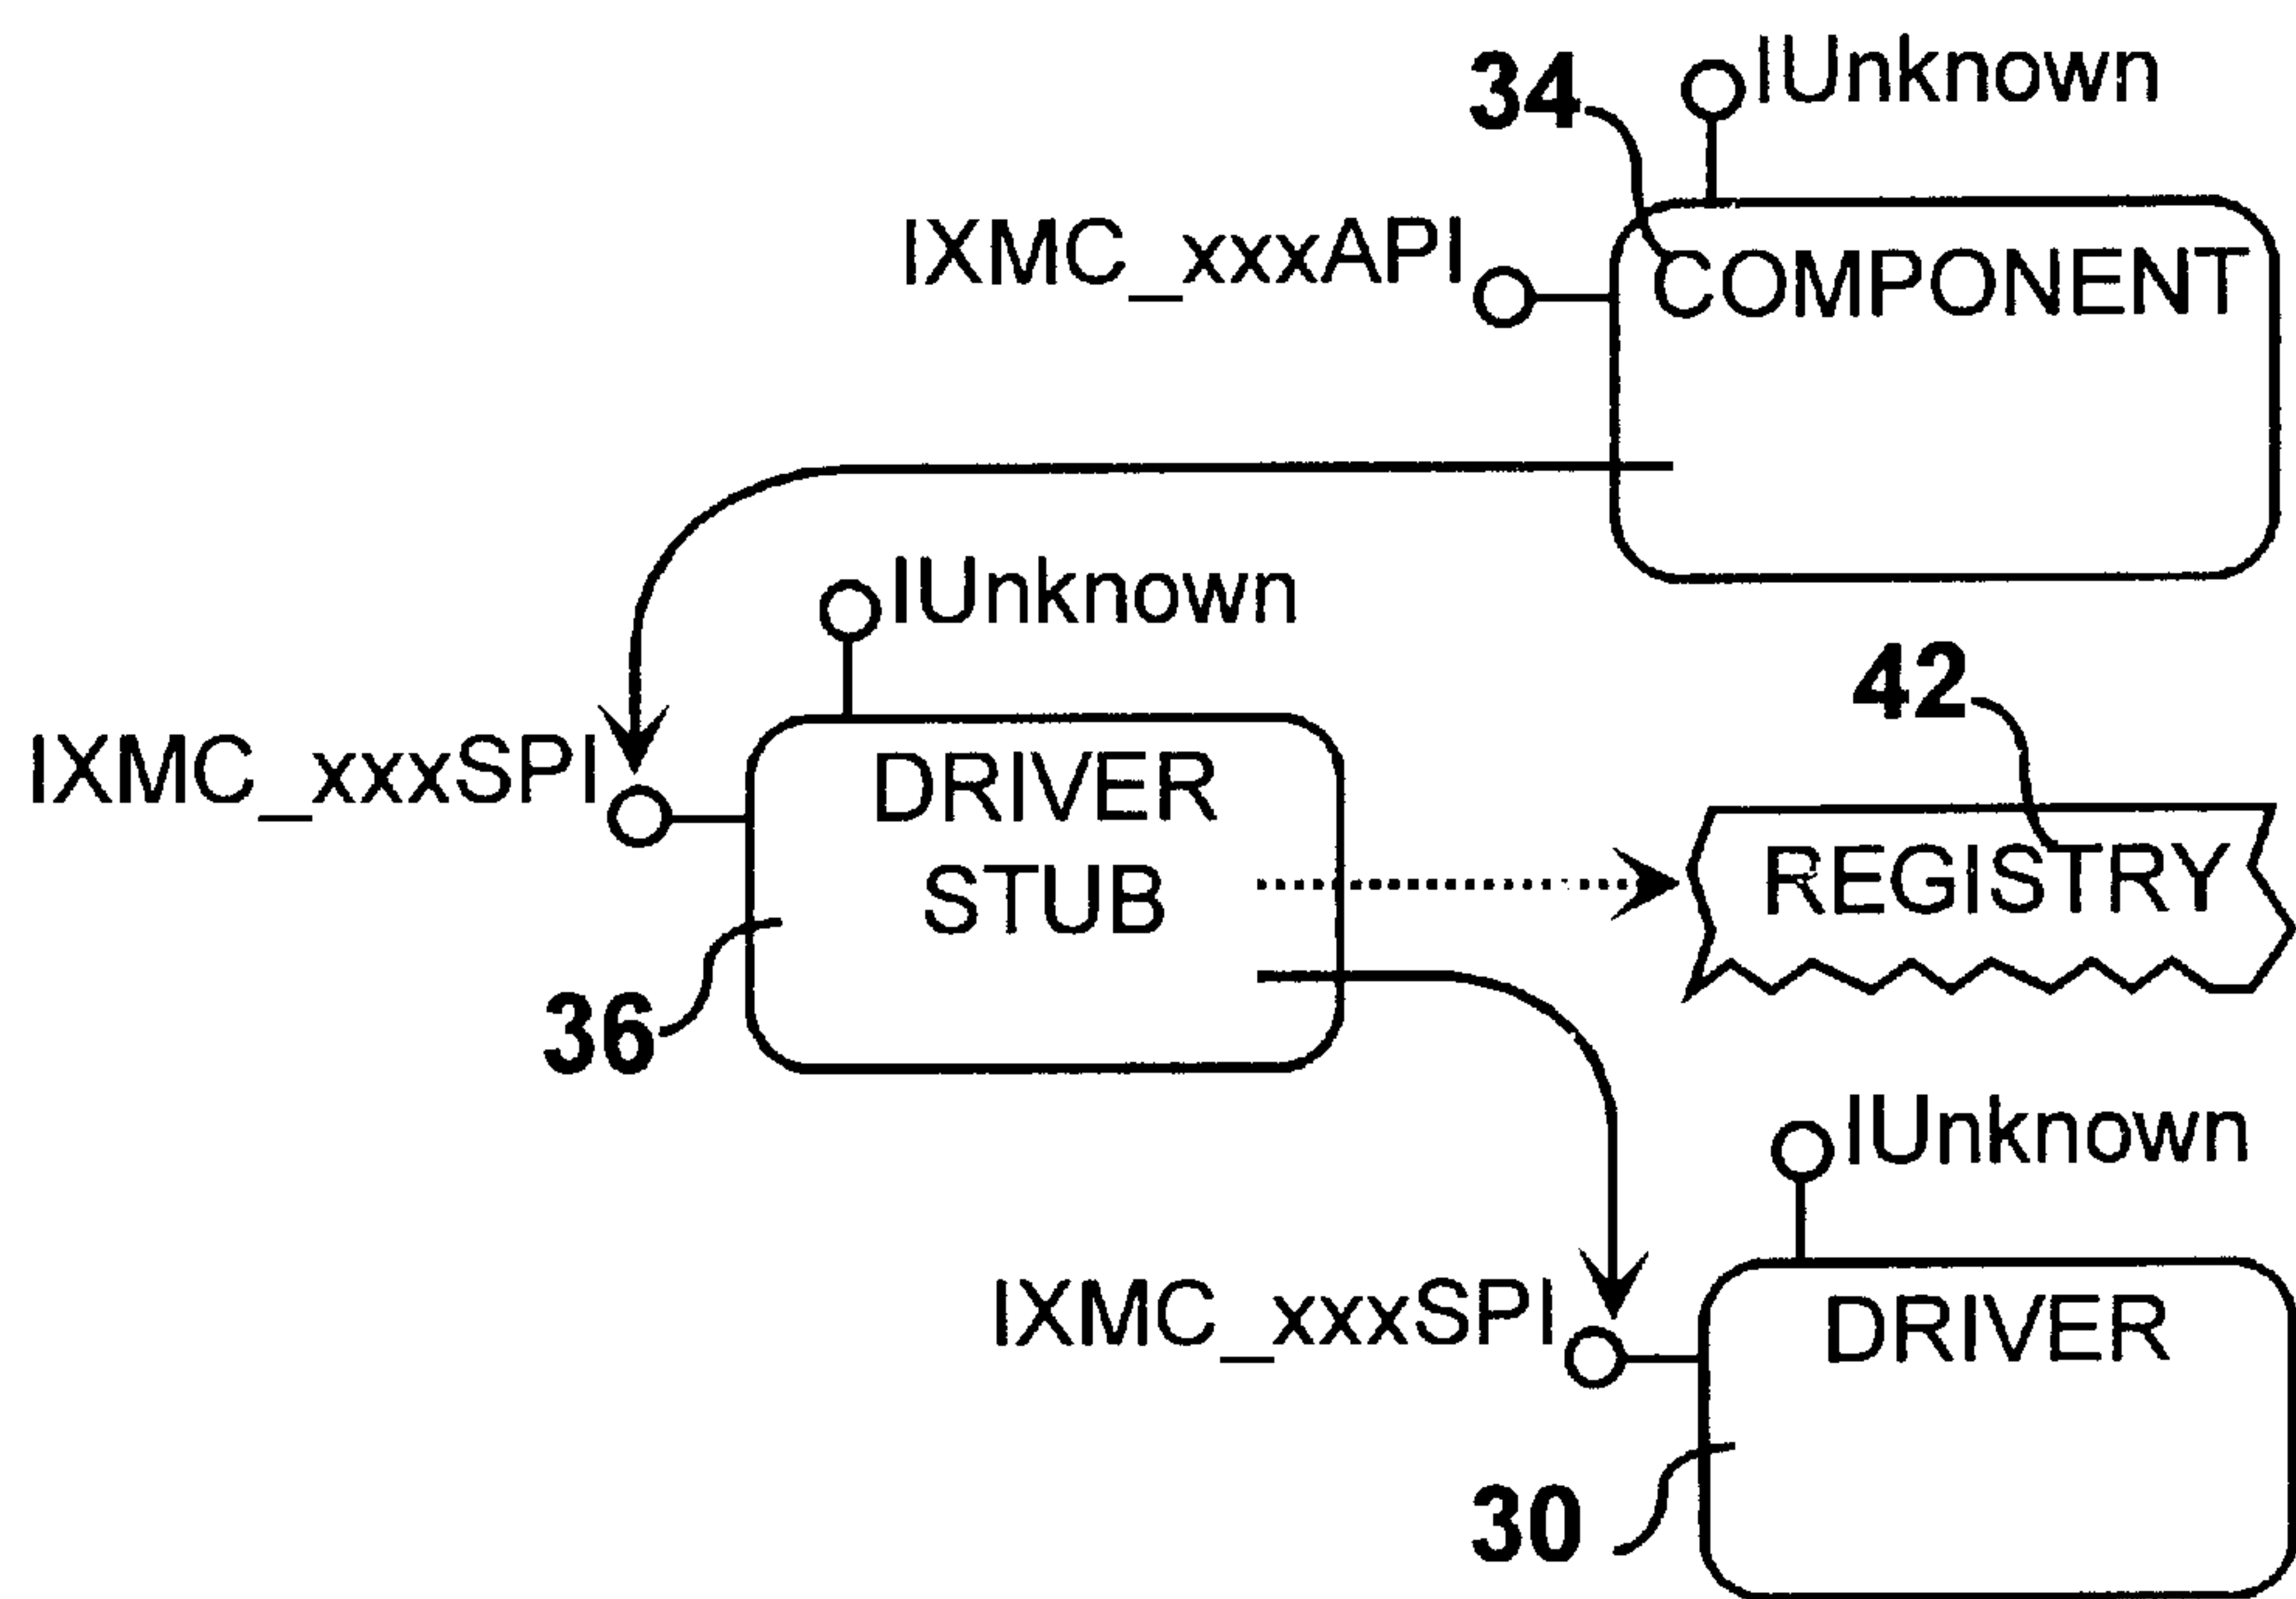 34
IUnknown
IXMC_xxxAPI
COMPONENT
IUnknown
42
IXMC_xxxSPI
DRIVER
STUB
REGISTRY
36
IUnknown
IXMC_xxxSPI
DRIVER
30